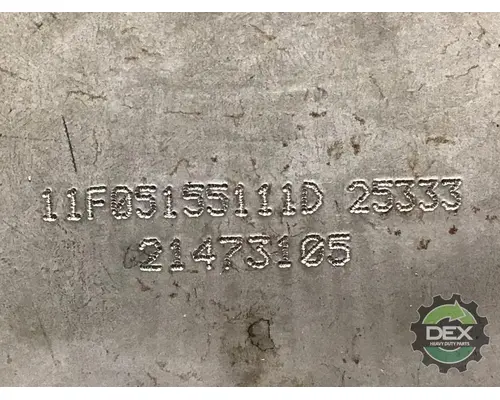 11F05155111D 25333
21473105
DEX
HEAVY DUTY PARTS